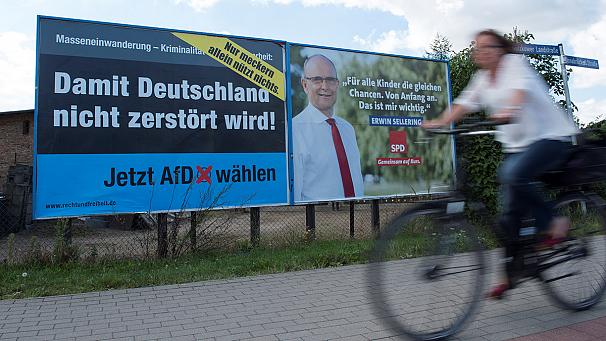 Masseneinwanderung - Kriminalität
Nur meckern
allein nützt nichts.
Damit Deutschland
nicht zerstört wird!
Jetzt AfD wählen
www.rechtundfreiheit.de
„Für alle Kinder die gleichen
Chancen. Von Anfang an.
Das ist mir wichtig.“
ERWIN SELLERING
SPD
Gemeinsam auf Kurs.